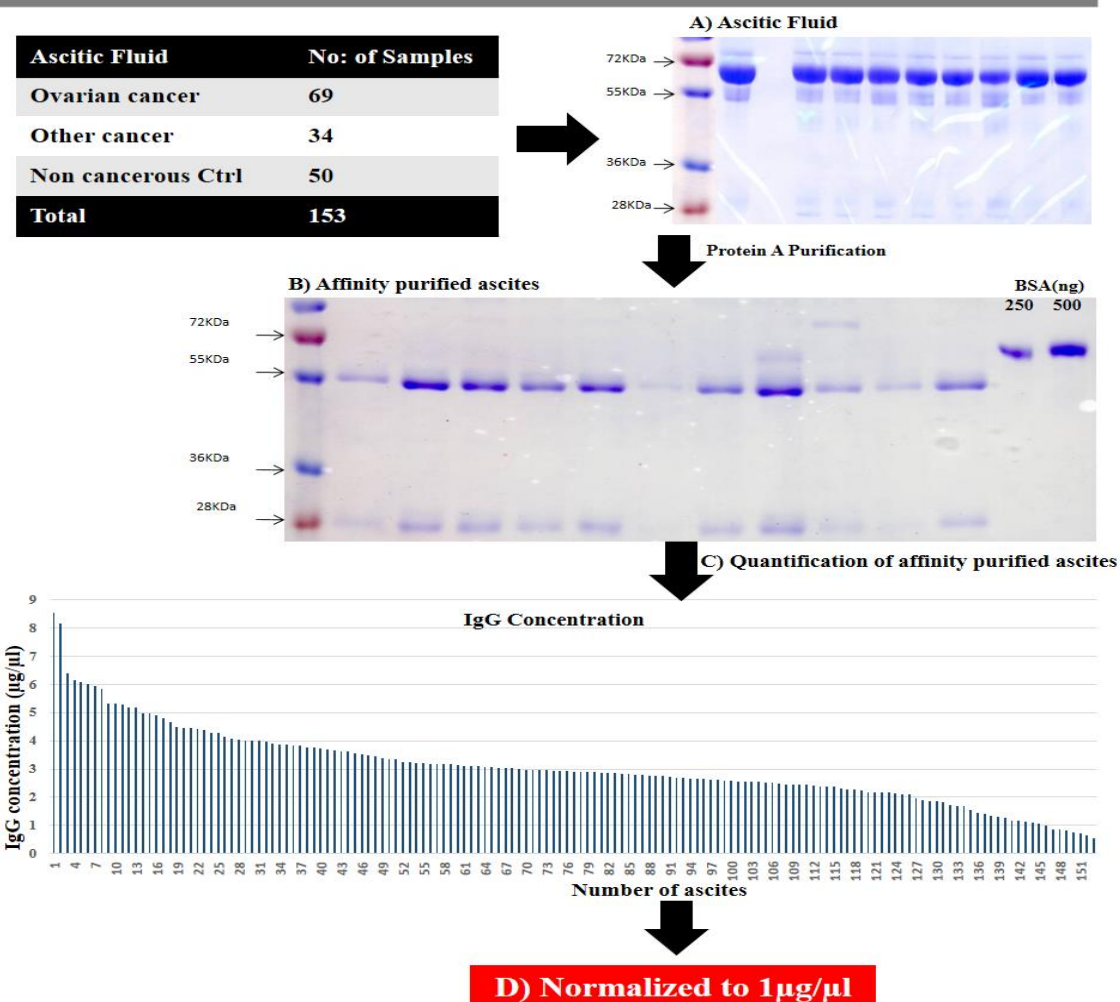 A) Ascitic Fluid
Ascitic Fluid No: of Samples
Ovarian cancer 69
Other cancer 34
Non cancerous Ctrl 50
Total 153
72KDa
55KDa
36KDa
28KDa
Protein A Purification
B) Affinity purified ascites
BSA(ng)
250 500
72KDa
55KDa
36KDa
28KDa
C) Quantification of affinity purified ascites
IgG Concentration
IgG concentration (µg/µl)
9
8
7
6
5
4
3
2
1
0
1 4 7 10 13 16 19 22 25 28 31 34 37 40 43 46 49 52 55 58 61 64 67 70 73 76 79 82 85 88 91 94 97 100 103 106 109 112 115 118 121 124 127 130 133 136 139 142 145 148 151
Number of ascites
D) Normalized to 1µg/µl